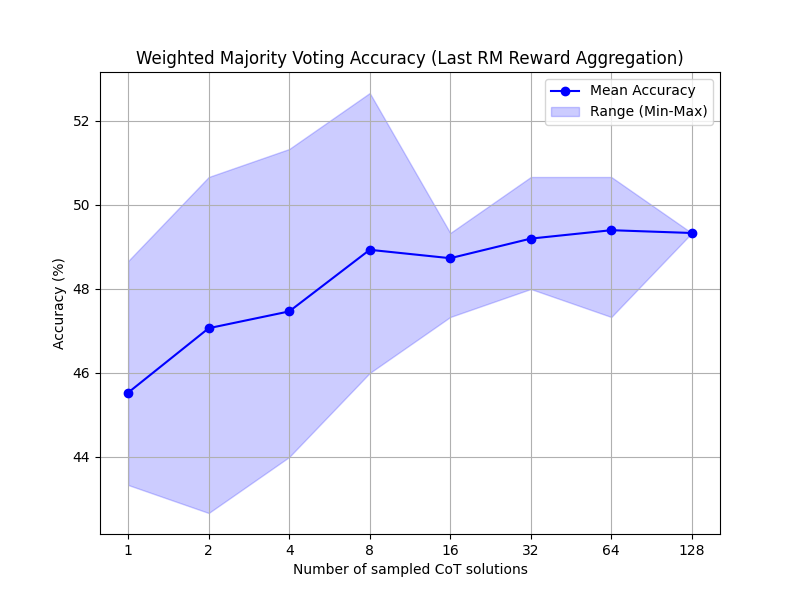 Weighted Majority Voting Accuracy (Last RM Reward Aggregation)
Mean Accuracy
Range (Min-Max)
Accuracy (%)
52
50
48
46
44
1 2 4 8 16 32 64 128
Number of sampled CoT solutions